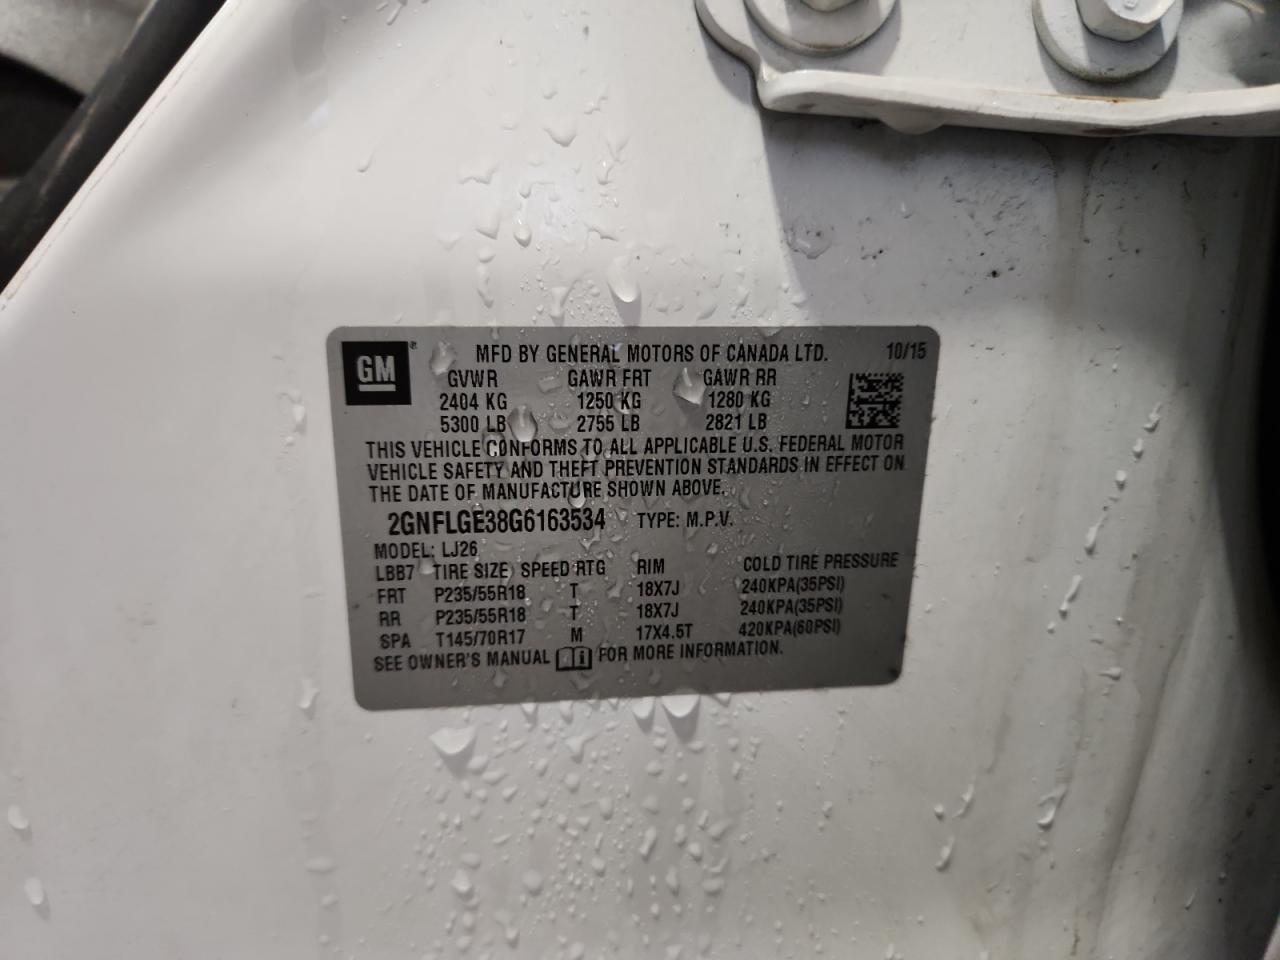 GM® MFD BY GENERAL MOTORS OF CANADA LTD. 10/15
GVWR GAWR FRT GAWR RR
2404 KG 1250 KG 1280 KG
5300 LB 2755 LB 2821 LB
THIS VEHICLE CONFORMS TO ALL APPLICABLE U.S. FEDERAL MOTOR
VEHICLE SAFETY AND THEFT PREVENTION STANDARDS IN EFFECT ON
THE DATE OF MANUFACTURE SHOWN ABOVE.
2GNFLGE38G6163534 TYPE: M.P.V.
MODEL: LJ26
LBB7 TIRE SIZE SPEED RTG RIM COLD TIRE PRESSURE
FRT P235/55R18 T 18X7J 240KPA(35PSI)
RR P235/55R18 T 18X7J 240KPA(35PSI)
SPA T145/70R17 M 17X4.5T 420KPA(60PSI)
SEE OWNER'S MANUAL FOR MORE INFORMATION.